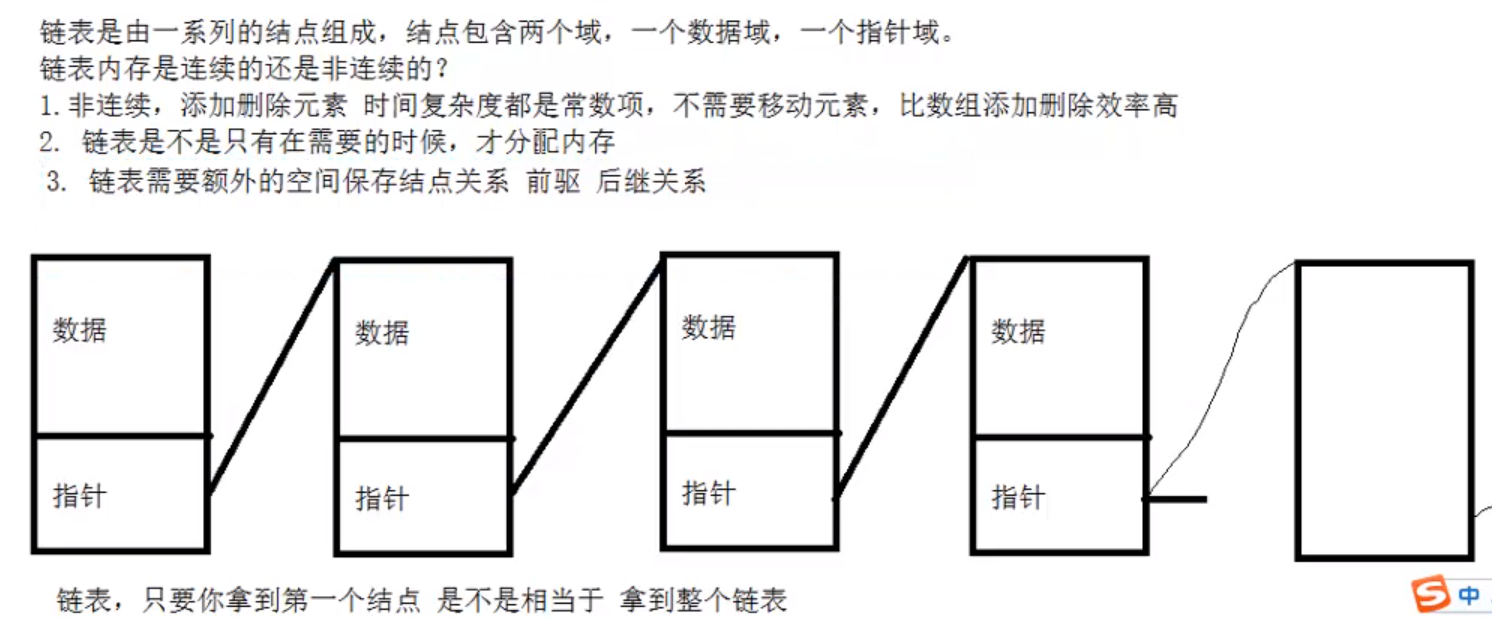 链表是由一系列的结点组成，结点包含两个域，一个数据域，一个指针域。
链表内存是连续的还是非连续的？
1.非连续，添加删除元素 时间复杂度都是常数项，不需要移动元素，比数组添加删除效率高
2. 链表是不是只有在需要的时候，才分配内存
3. 链表需要额外的空间保存结点关系 前驱 后继关系
数据
数据
数据
数据
指针
指针
指针
指针
链表，只要你拿到第一个结点 是不是相当于 拿到整个链表
S 中